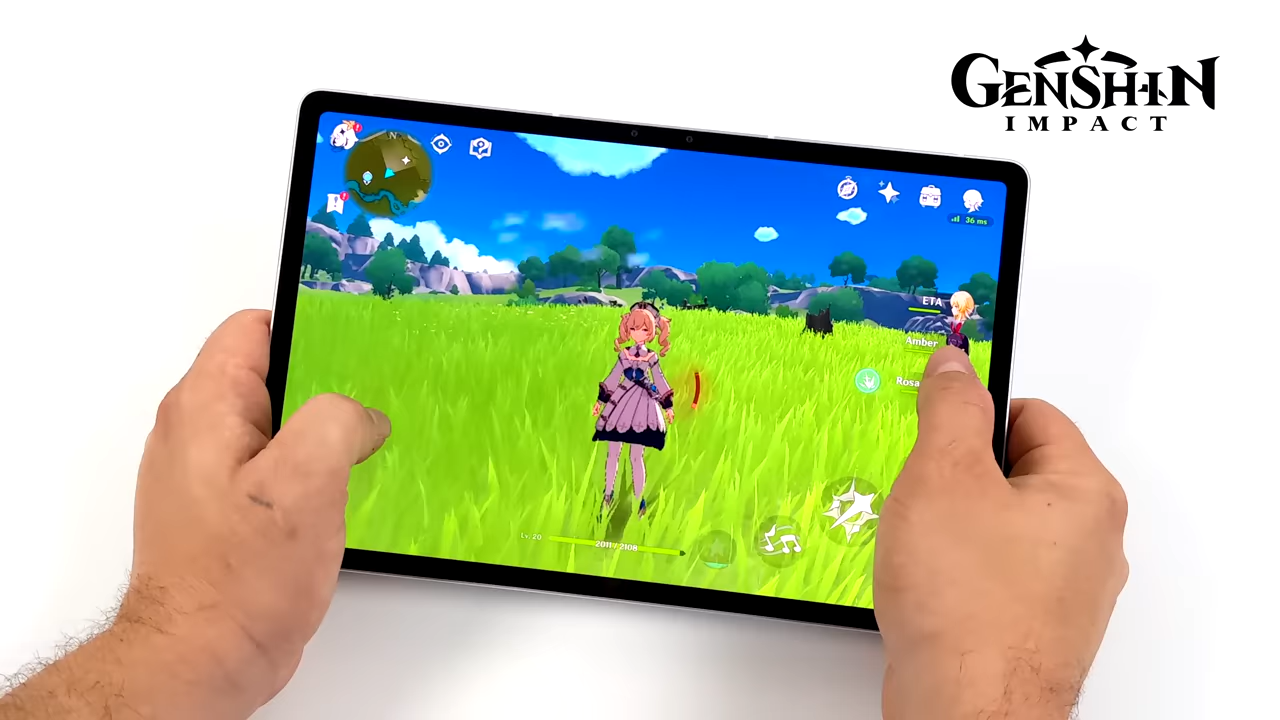 GENSHIN
IMPACT
N
36 ms
ETA
Amber
Rosa
Lv. 20
2011 / 2108